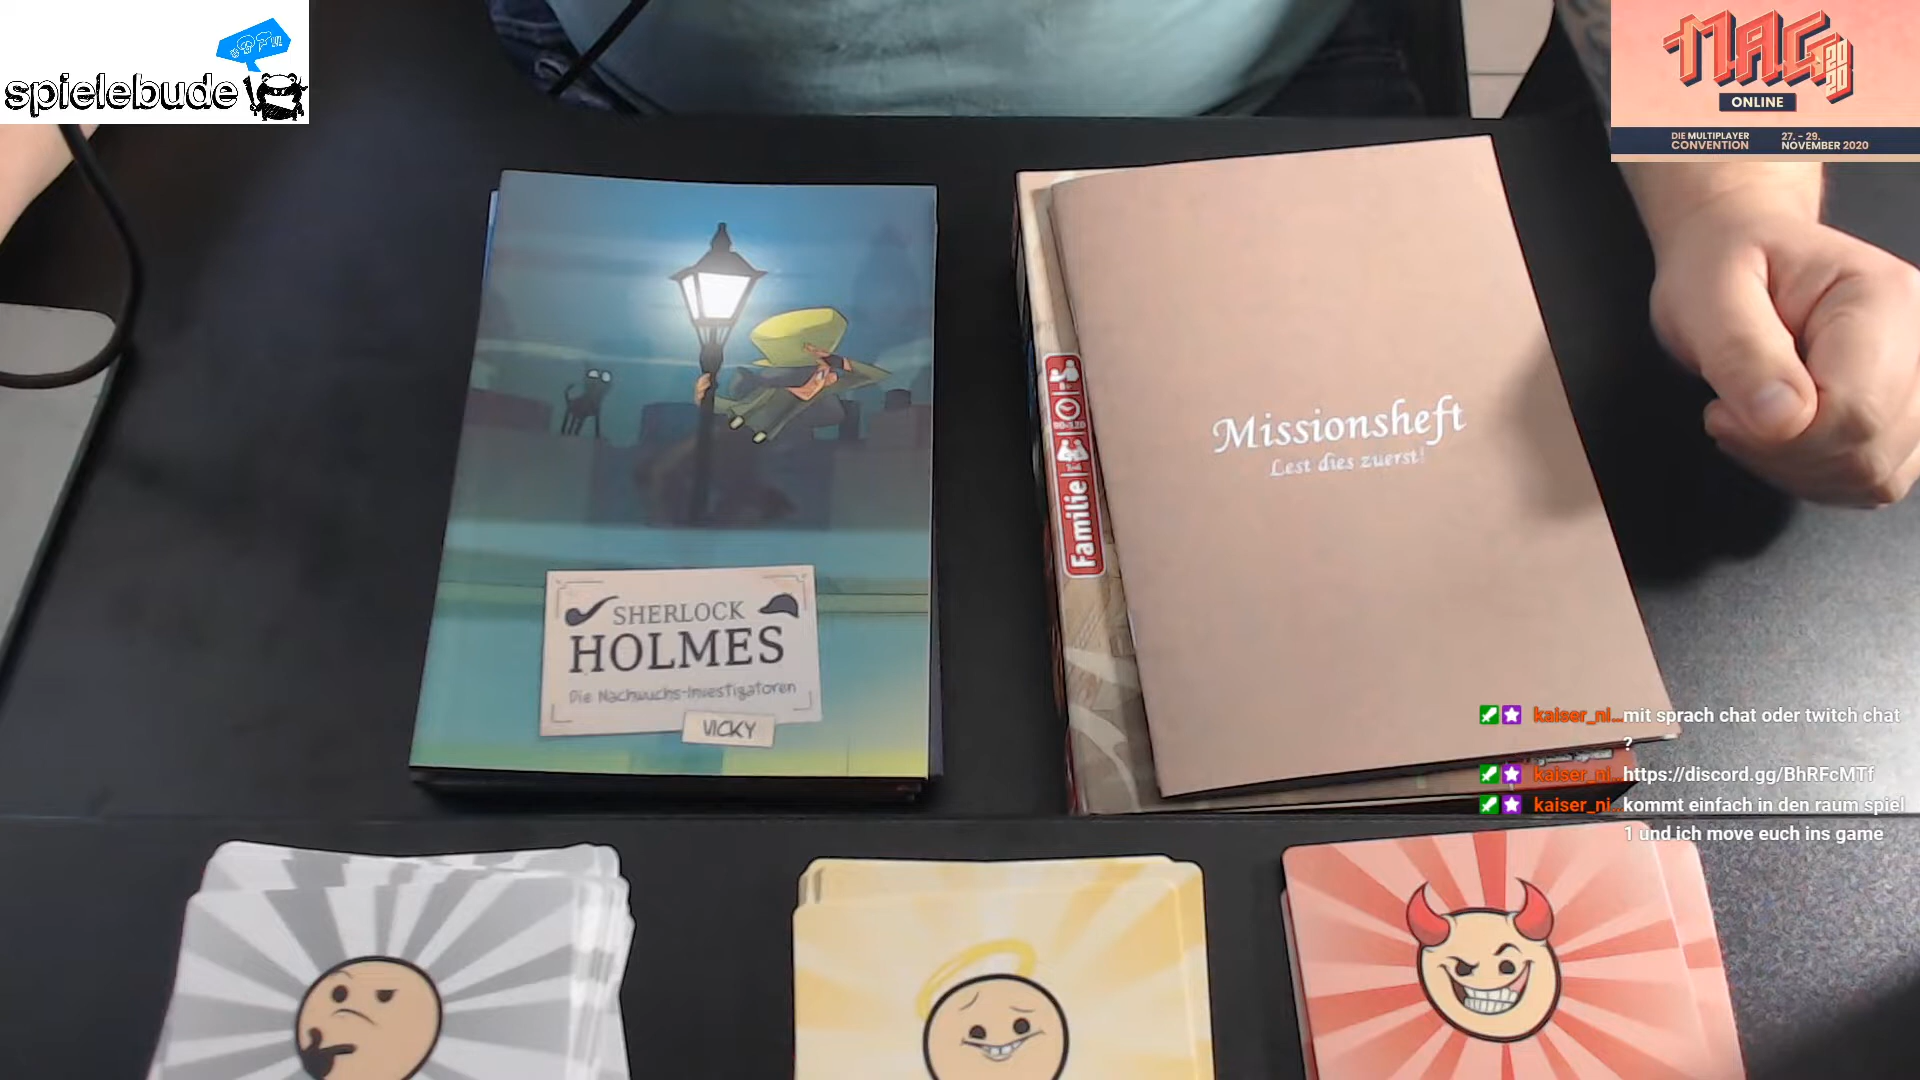 spielebude
MAG
2020
ONLINE
DIE MULTIPLAYER
CONVENTION
27. – 29.
NOVEMBER 2020
SHERLOCK
HOLMES
Die Nachwuchs-Investigatoren
VICKY
Familie
Missionsheft
Lest dies zuerst!
kaiser_ni... mit sprach chat oder twitch chat
?
kaiser_ni... https://discord.gg/BhRFcMTf
kaiser_ni... kommt einfach in den raum spiel
1 und ich move euch ins game